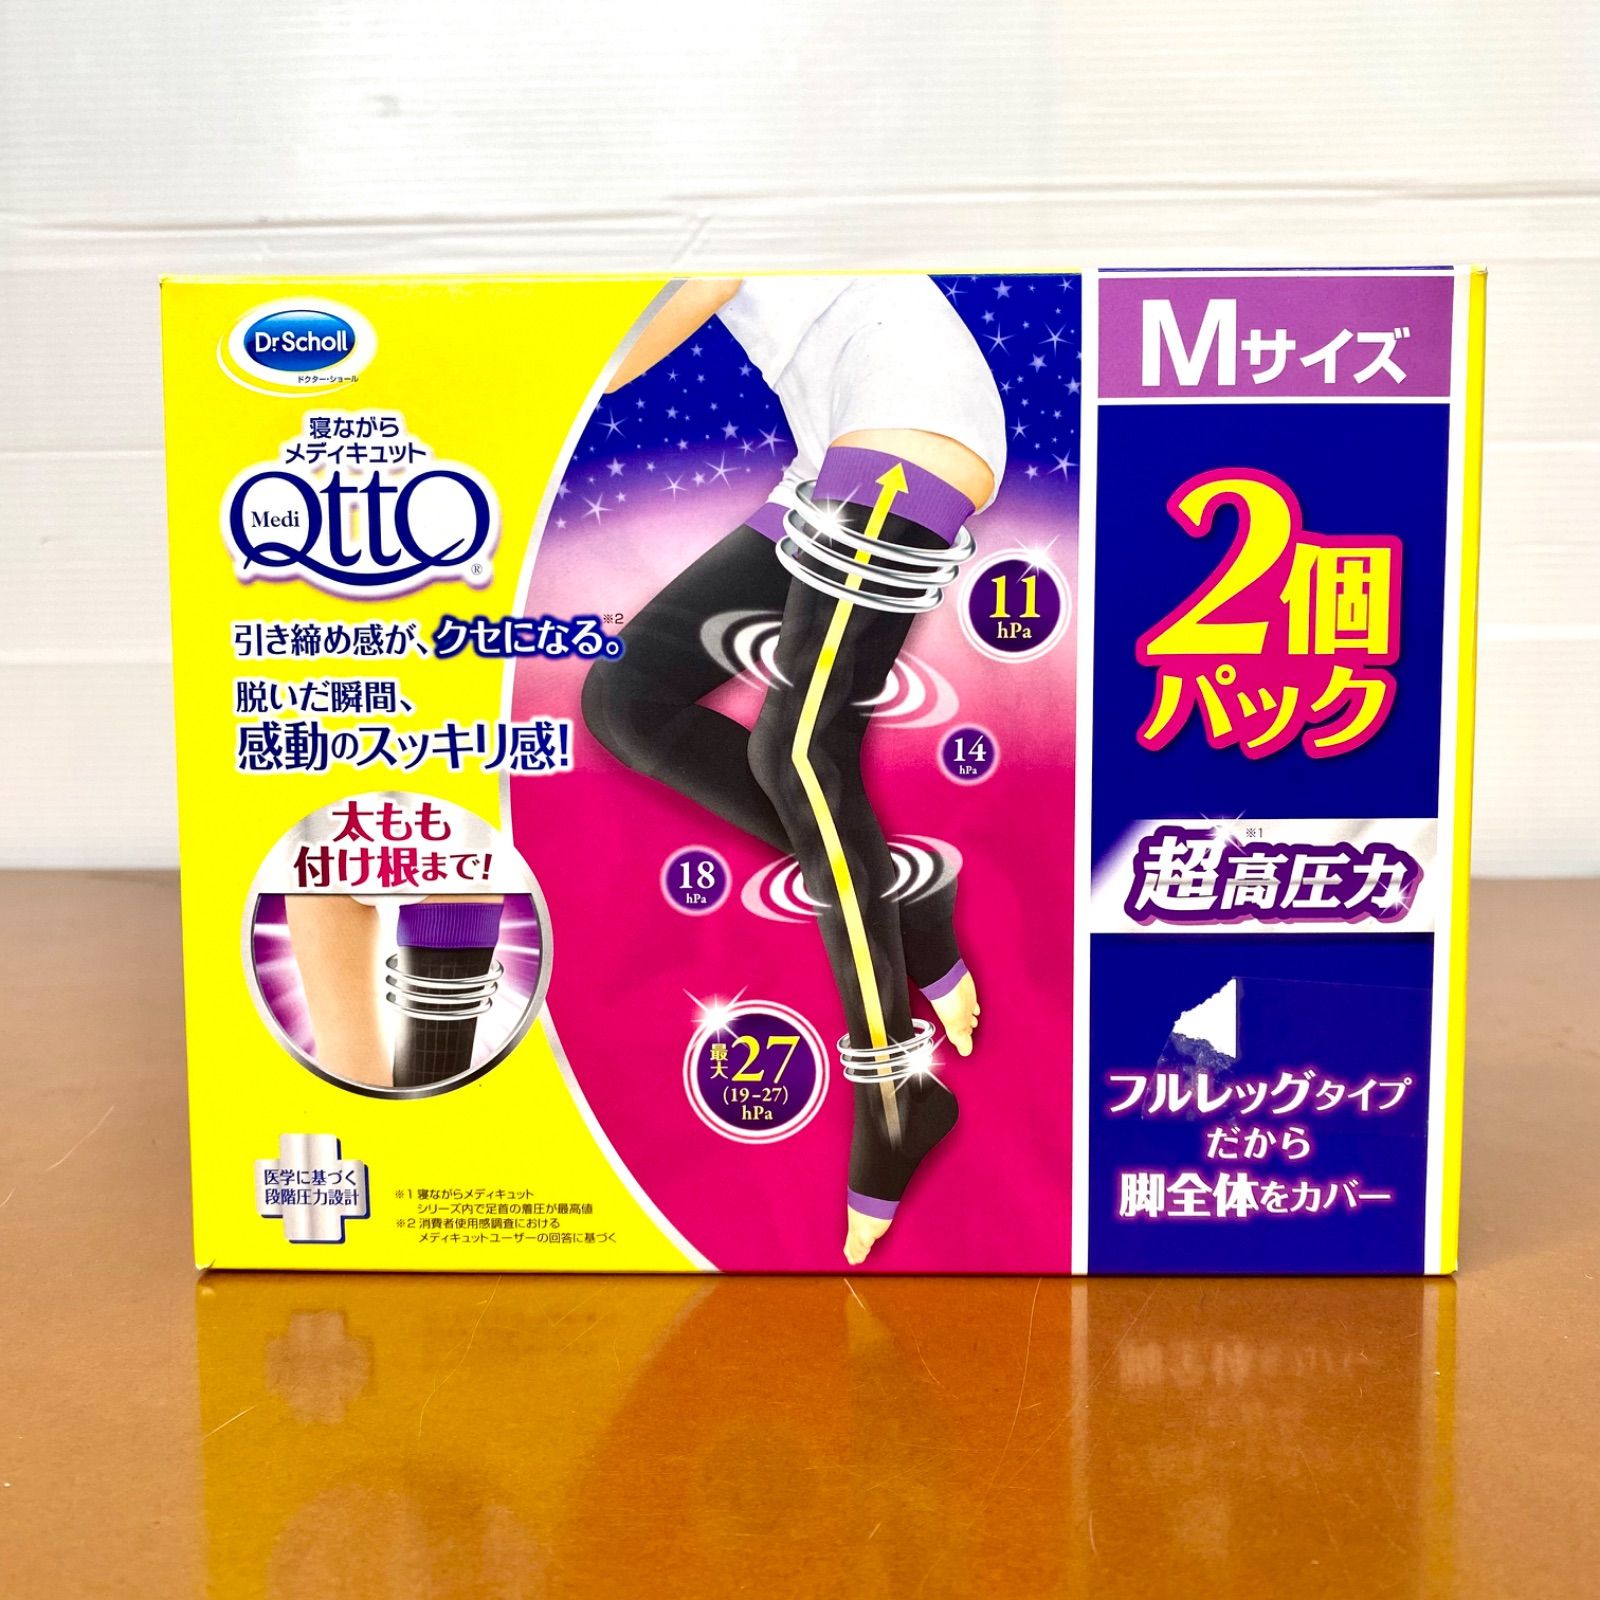 Dr.Scholl
ドクター・ショール
寝ながら
メディキュット
Medi QttO®
引き締め感が、クセになる。※2
脱いだ瞬間、
感動のスッキリ感!
太もも
付け根まで!
医学に基づく
段階圧力設計
※1 寝ながらメディキュット
シリーズ内で足首の着圧が最高値
※2 消費者使用感調査における
メディキュットユーザーの回答に基づく
11
hPa
14
hPa
18
hPa
最大27
(19-27)
hPa
Mサイズ
2個
パック
超高圧力※1
フルレッグタイプ
だから
脚全体をカバー